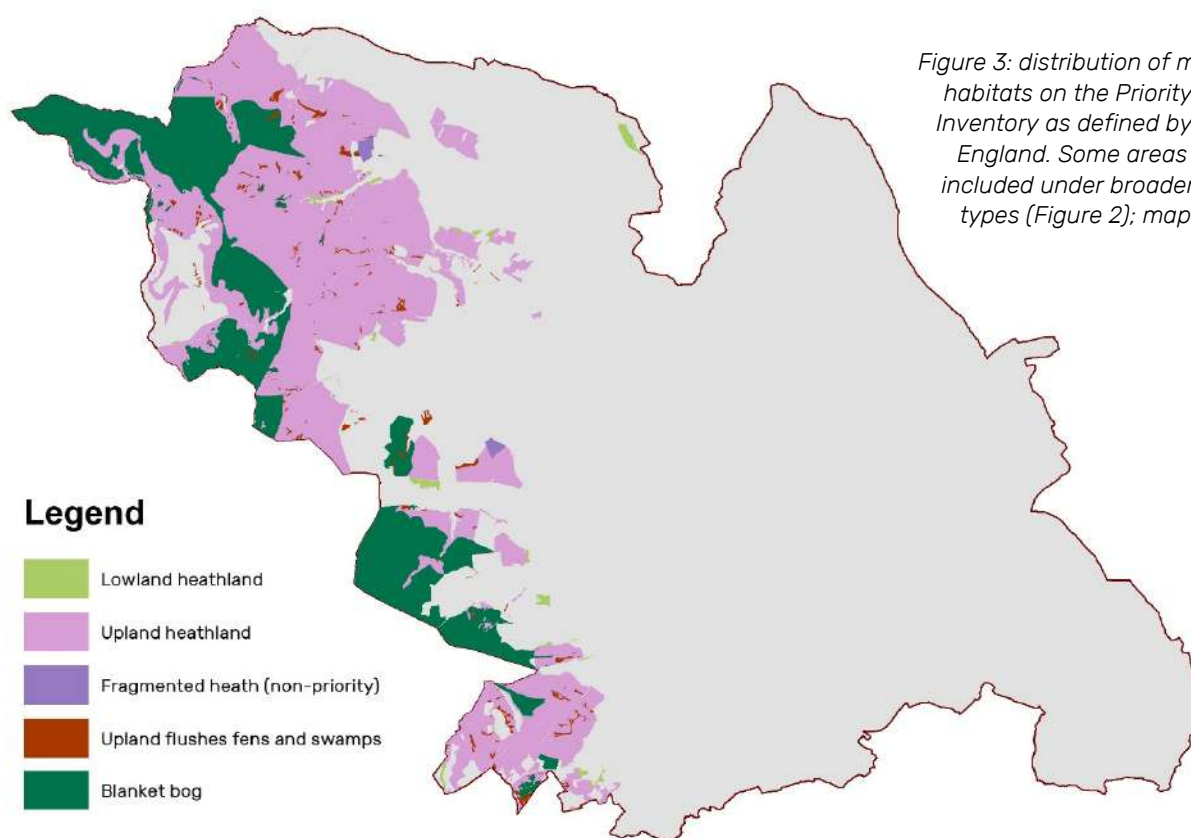 Figure 3: distribution of m
habitats on the Priority
Inventory as defined by
England. Some areas
included under broader
types (Figure 2); map
Legend
Lowland heathland
Upland heathland
Fragmented heath (non-priority)
Upland flushes fens and swamps
Blanket bog